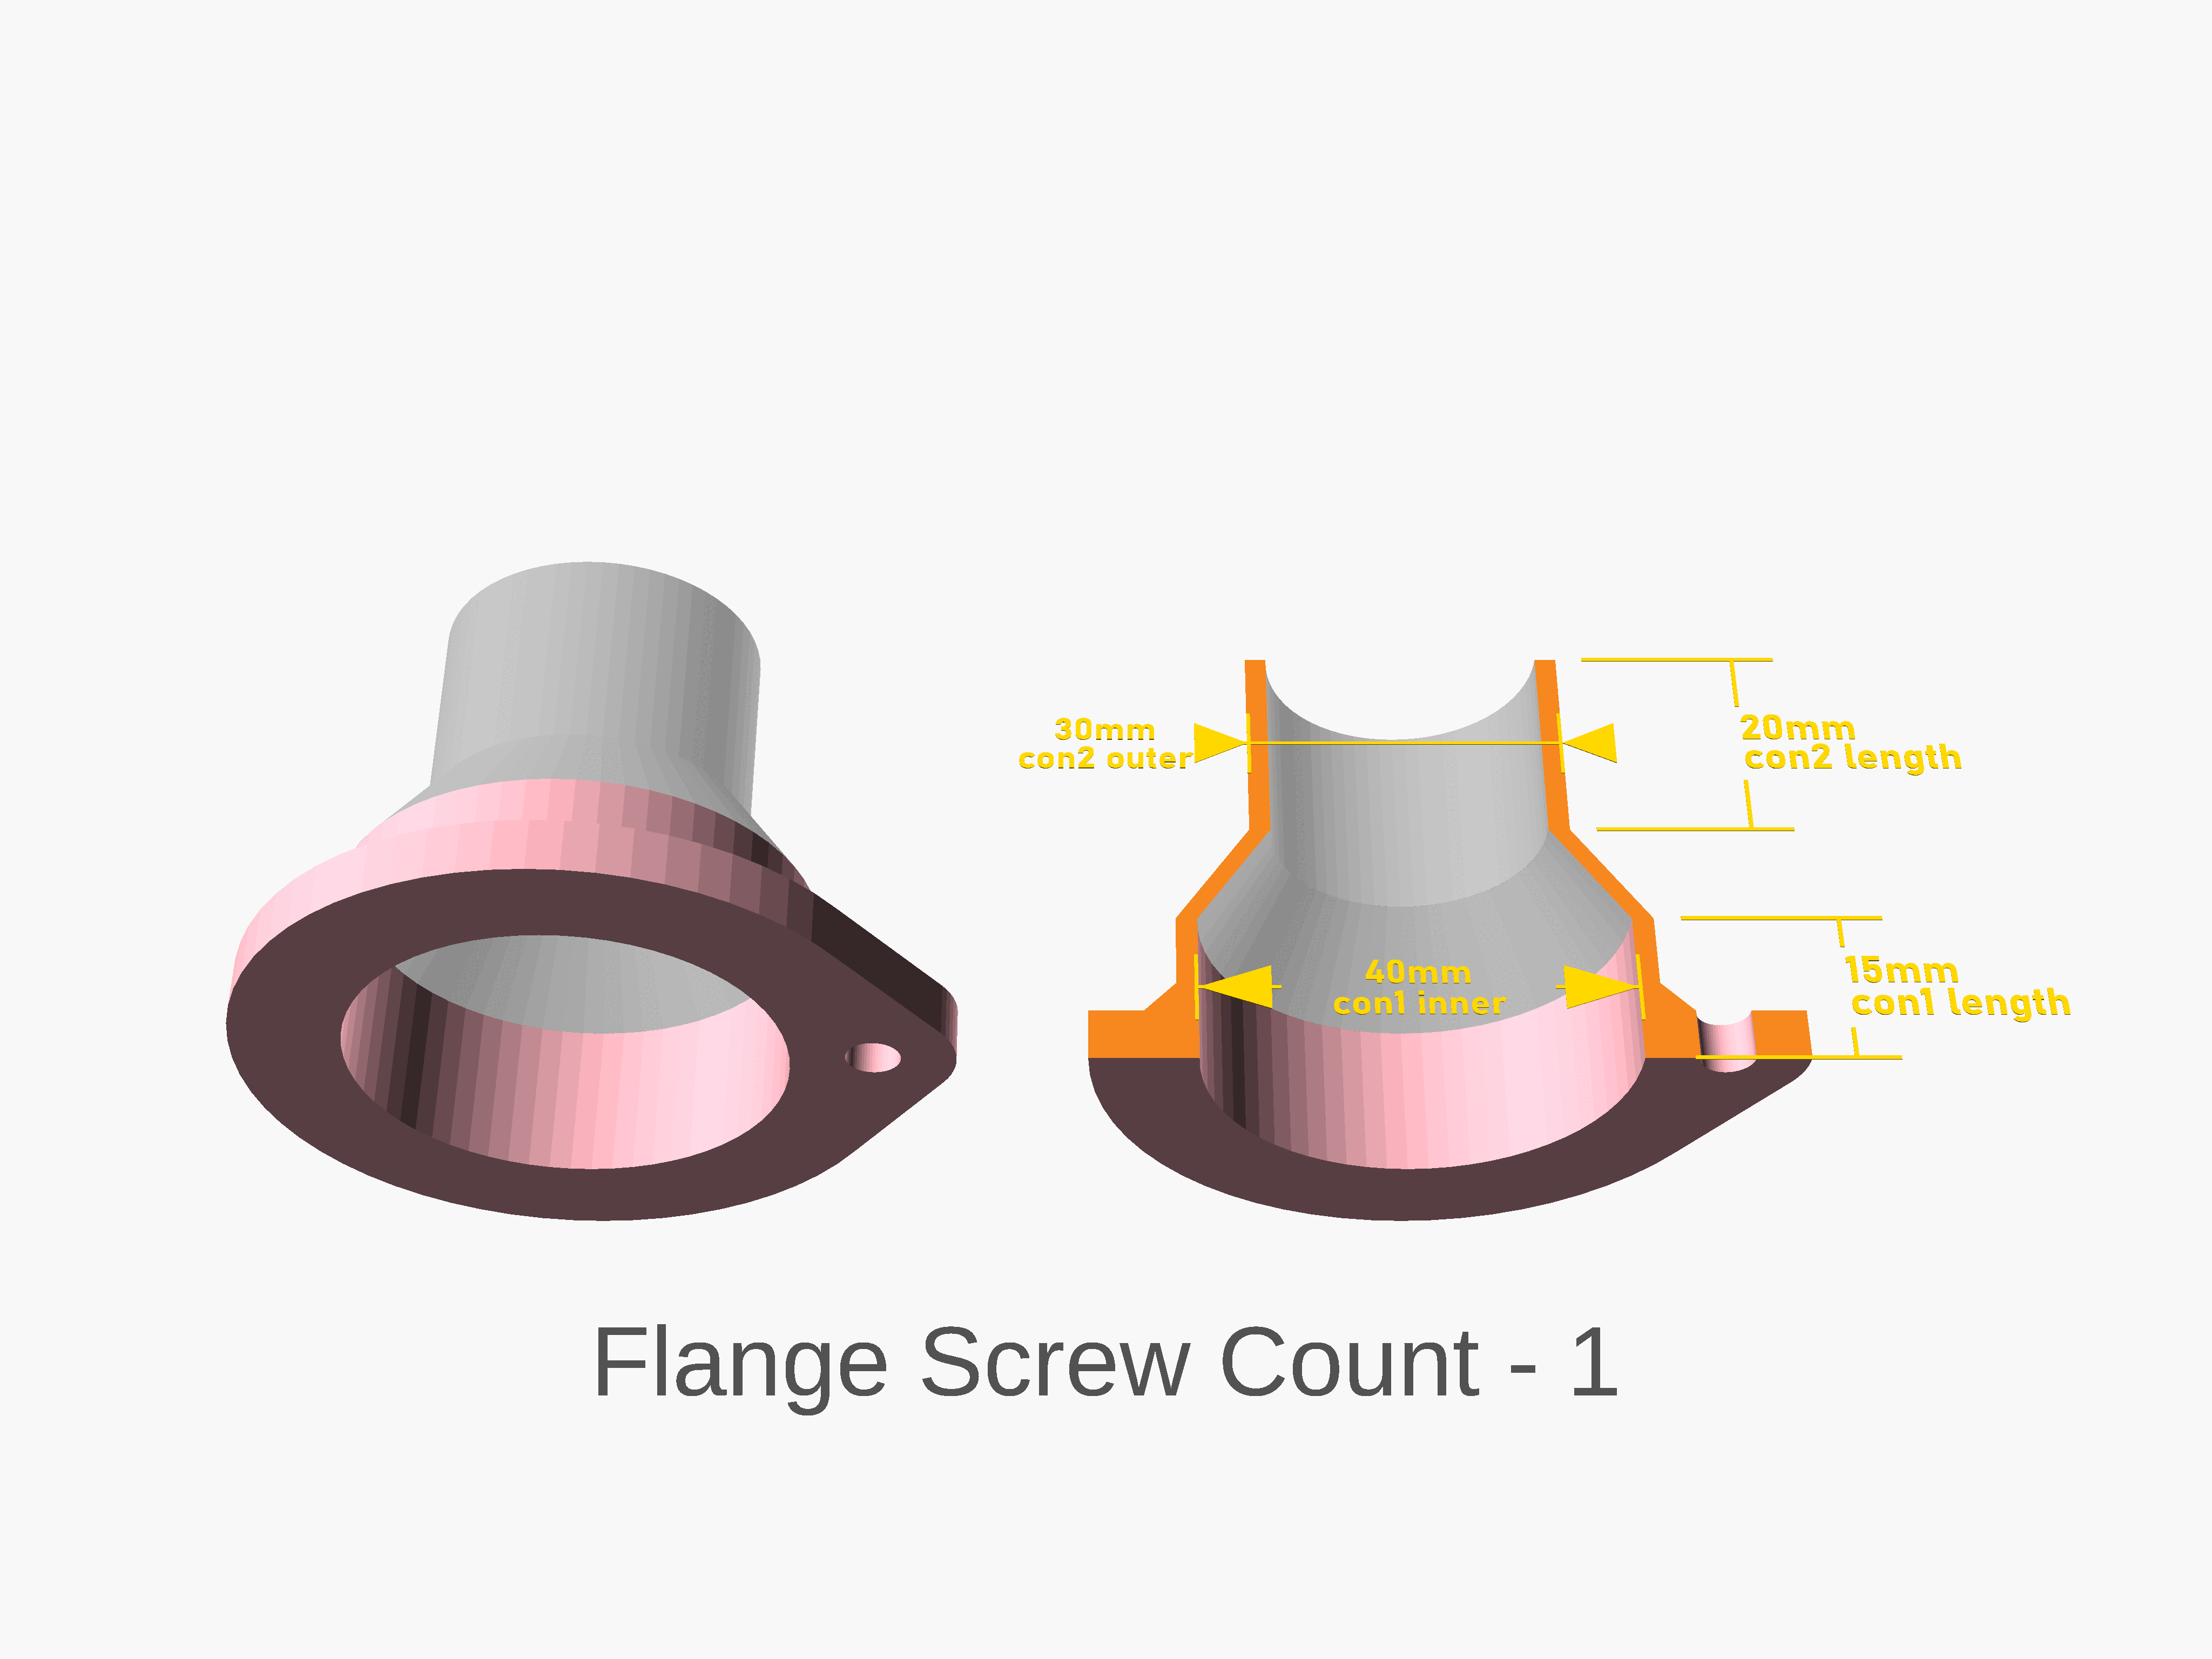 30mm
con2 outer
20mm
con2 length
40mm
con1 inner
15mm
con1 length
Flange Screw Count - 1